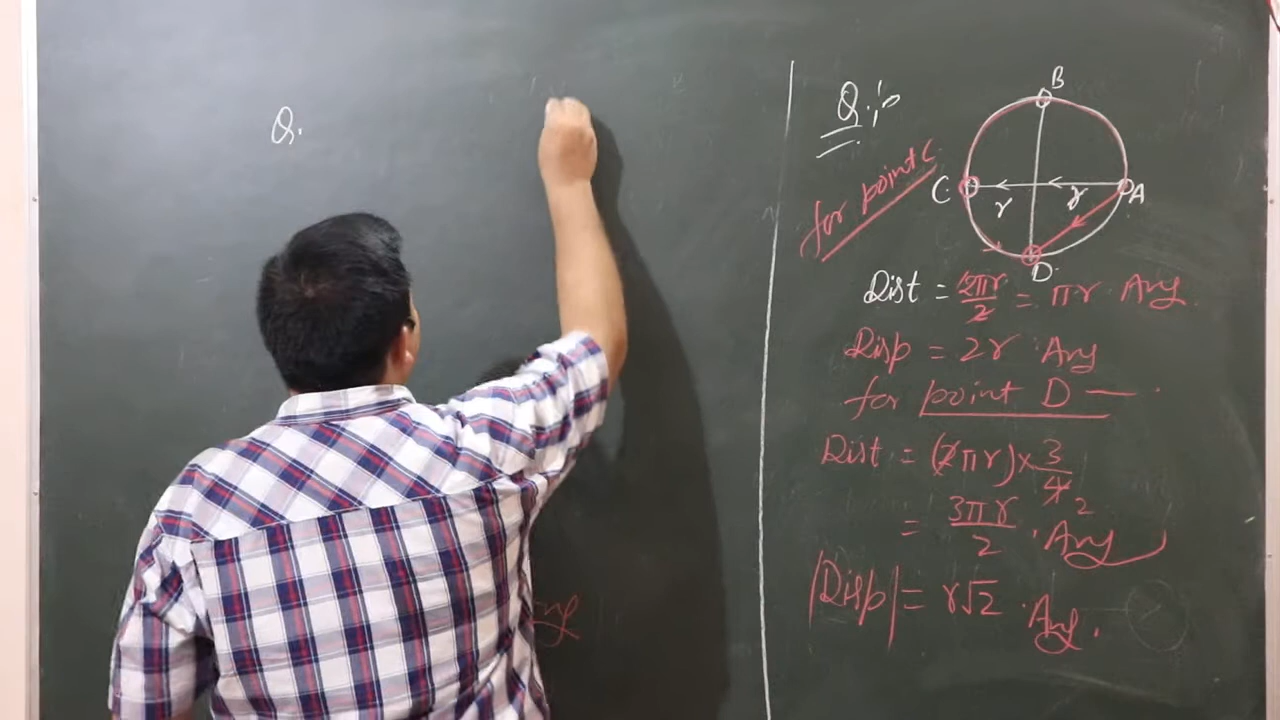 Q.
Q.:-
B
for point C
C
A
r
r
D
Dist = 2πr/2 = πr Ans
Disp = 2r Ans
for point D —
Dist = (2πr) × 3/4 2
= 3πr/2 Ans
|Disp| = r√2 . Ans.